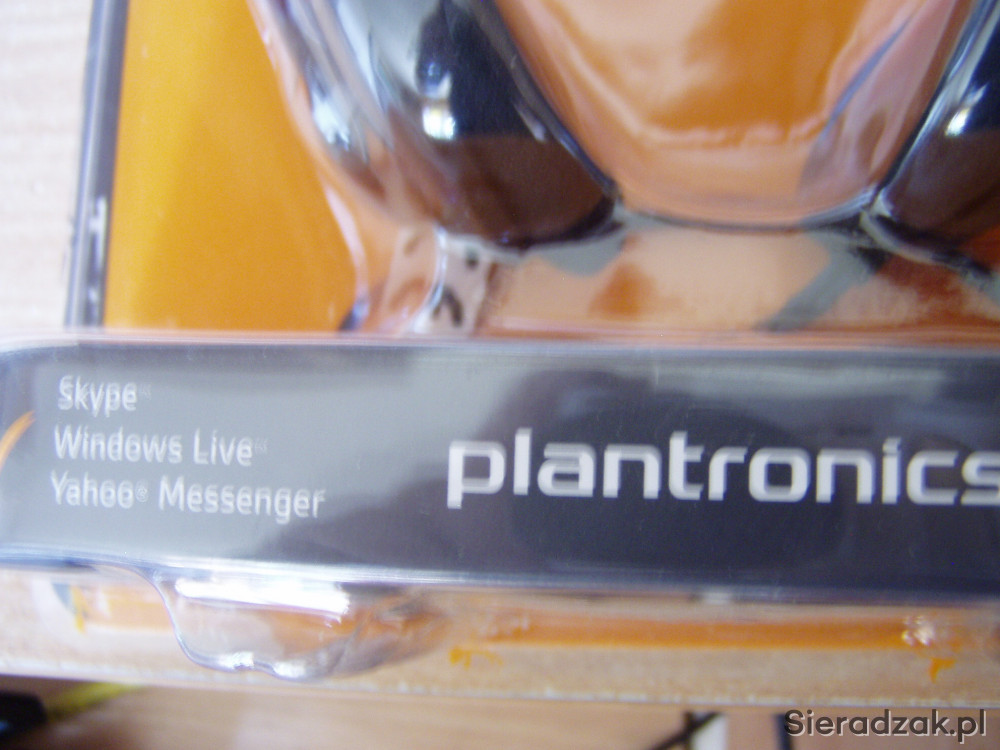 Skype
Windows Live
Yahoo® Messenger
plantronics
Sieradzak.pl